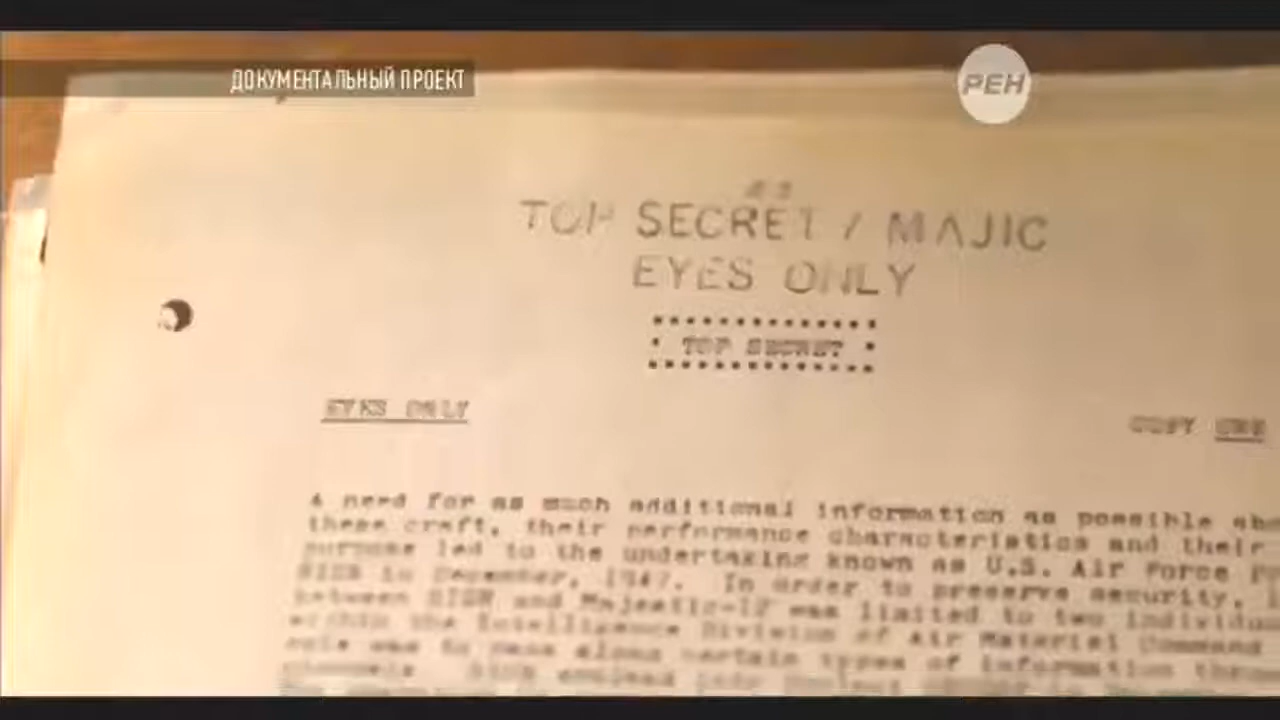 ДОКУМЕНТАЛЬНЫЙ ПРОЕКТ
РЕН
TOP SECRET / MAJIC
EYES ONLY
TOP SECRET
EYES ONLY
COPY ONE
A need for as much additional information as possible
these craft, their performance characteristics and their
purpose led to the undertaking known as U.S. Air Force
SIGN in December, 1947. In order to preserve security,
between SIGN and Majestic-12 was limited to two
within the Intelligence Division of Air Materiel Command
role was to pass along certain types of information
channels. SIGN evolved into Project